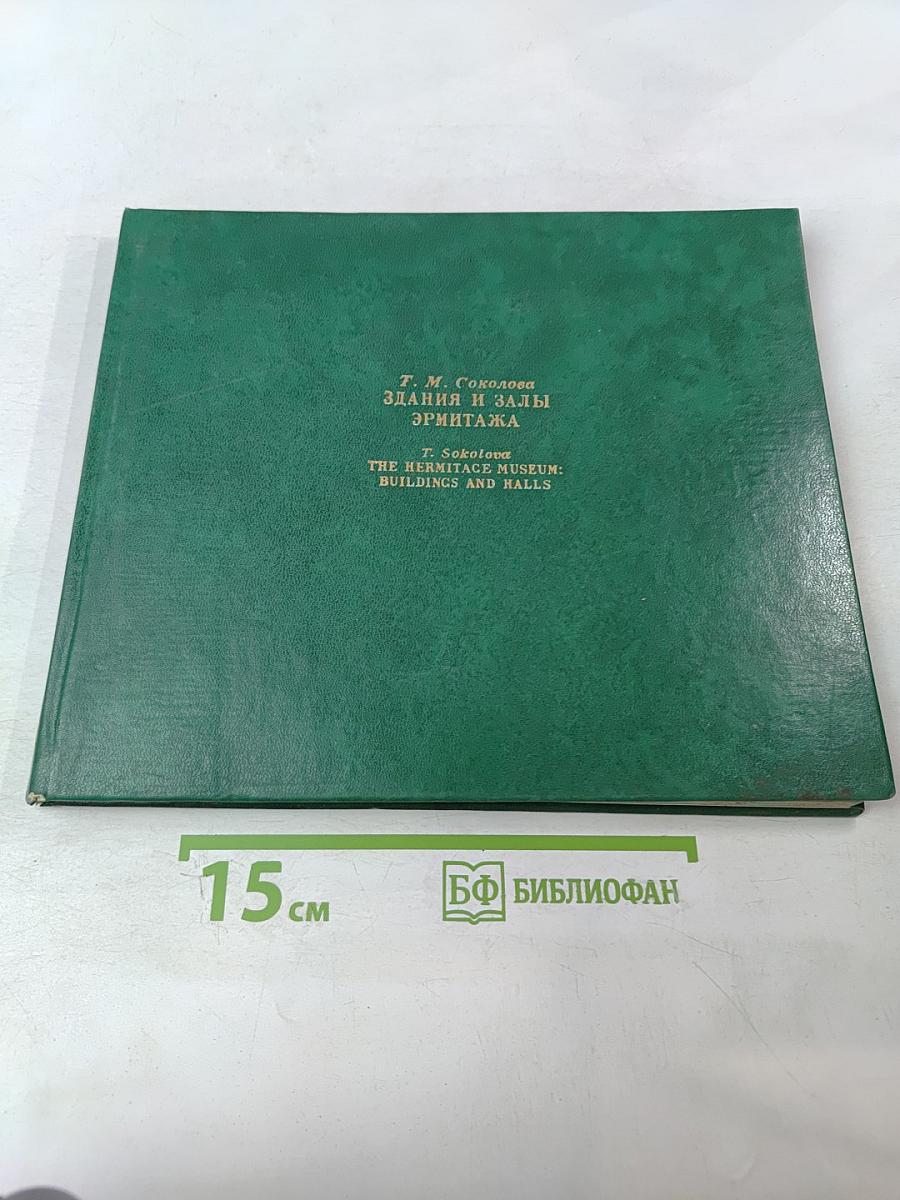 Т. М. Соколова
ЗДАНИЯ И ЗАЛЫ
ЭРМИТАЖА
T. Sokolova
THE HERMITAGE MUSEUM:
BUILDINGS AND HALLS
15 см
БФ БИБЛИОФАН